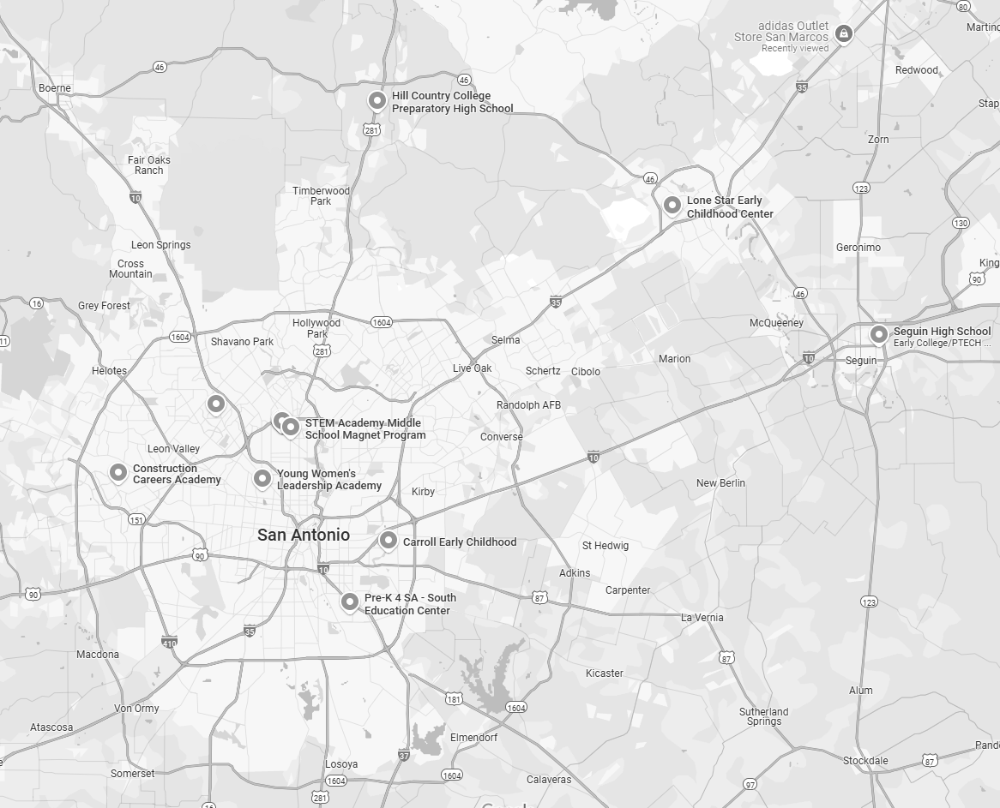 80
adidas Outlet
Store San Marcos
Recently viewed
46
Redwood
35
46
Boerne
Hill Country College
Preparatory High School
281
Zorn
Fair Oaks
Ranch
46
123
Timberwood
Park
10
Lone Star Early
Childhood Center
130
Leon Springs
Geronimo
Cross
Mountain
90
46
16
Grey Forest
35
Hollywood
Park
1604
McQueeney
Seguin High School
Early College/PTECH ...
1604
Shavano Park
Selma
11
281
10
Marion
Seguin
Helotes
Live Oak
Schertz
Cibolo
Randolph AFB
STEM Academy Middle
School Magnet Program
Converse
Leon Valley
10
Construction
Careers Academy
Young Women's
Leadership Academy
Kirby
New Berlin
151
San Antonio
Carroll Early Childhood
St Hedwig
90
10
Adkins
90
Pre-K 4 SA - South
Education Center
87
Carpenter
123
La Vernia
35
410
Macdona
87
Kicaster
Alum
181
1604
Von Ormy
Sutherland
Springs
Atascosa
Elmendorf
37
Stockdale
87
Losoya
Somerset
1604
1604
Calaveras
97
281
16